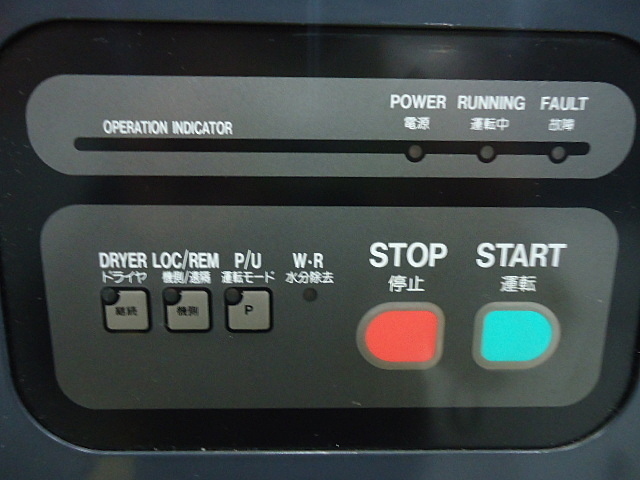 POWER RUNNING FAULT
電源 運転中 故障
OPERATION INDICATOR
DRYER LOC/REM P/U W・R
ドライヤ 機側/遠隔 運転モード 水分除去
継続 機側 P
STOP START
停止 運転